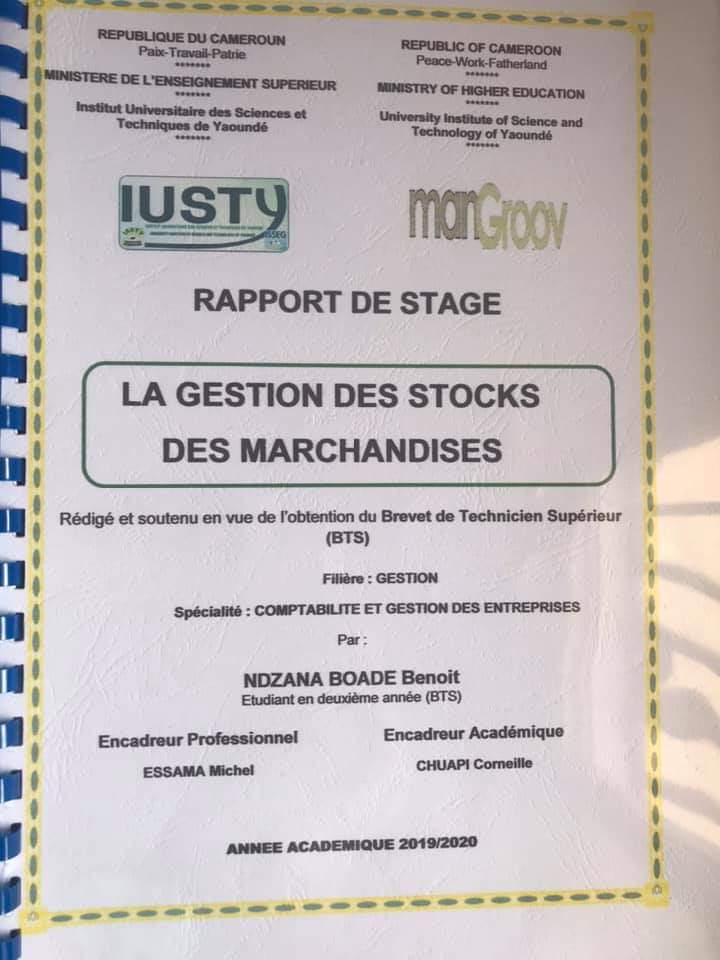 REPUBLIQUE DU CAMEROUN
Paix-Travail-Patrie
*******
MINISTERE DE L'ENSEIGNEMENT SUPERIEUR
*******
Institut Universitaire des Sciences et
Techniques de Yaoundé
*******
REPUBLIC OF CAMEROON
Peace-Work-Fatherland
*******
MINISTRY OF HIGHER EDUCATION
*******
University Institute of Science and
Technology of Yaoundé
*******
IUSTY
manGroov
RAPPORT DE STAGE
LA GESTION DES STOCKS
DES MARCHANDISES
Rédigé et soutenu en vue de l'obtention du Brevet de Technicien Supérieur
(BTS)
Filière : GESTION
Spécialité : COMPTABILITE ET GESTION DES ENTREPRISES
Par :
NDZANA BOADE Benoit
Etudiant en deuxième année (BTS)
Encadreur Professionnel
ESSAMA Michel
Encadreur Académique
CHUAPI Corneille
ANNEE ACADEMIQUE 2019/2020